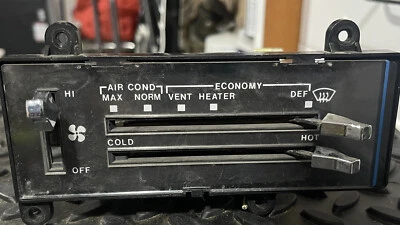 HI
AIR COND
ECONOMY
MAX NORM VENT HEATER DEF
COLD HOT
OFF